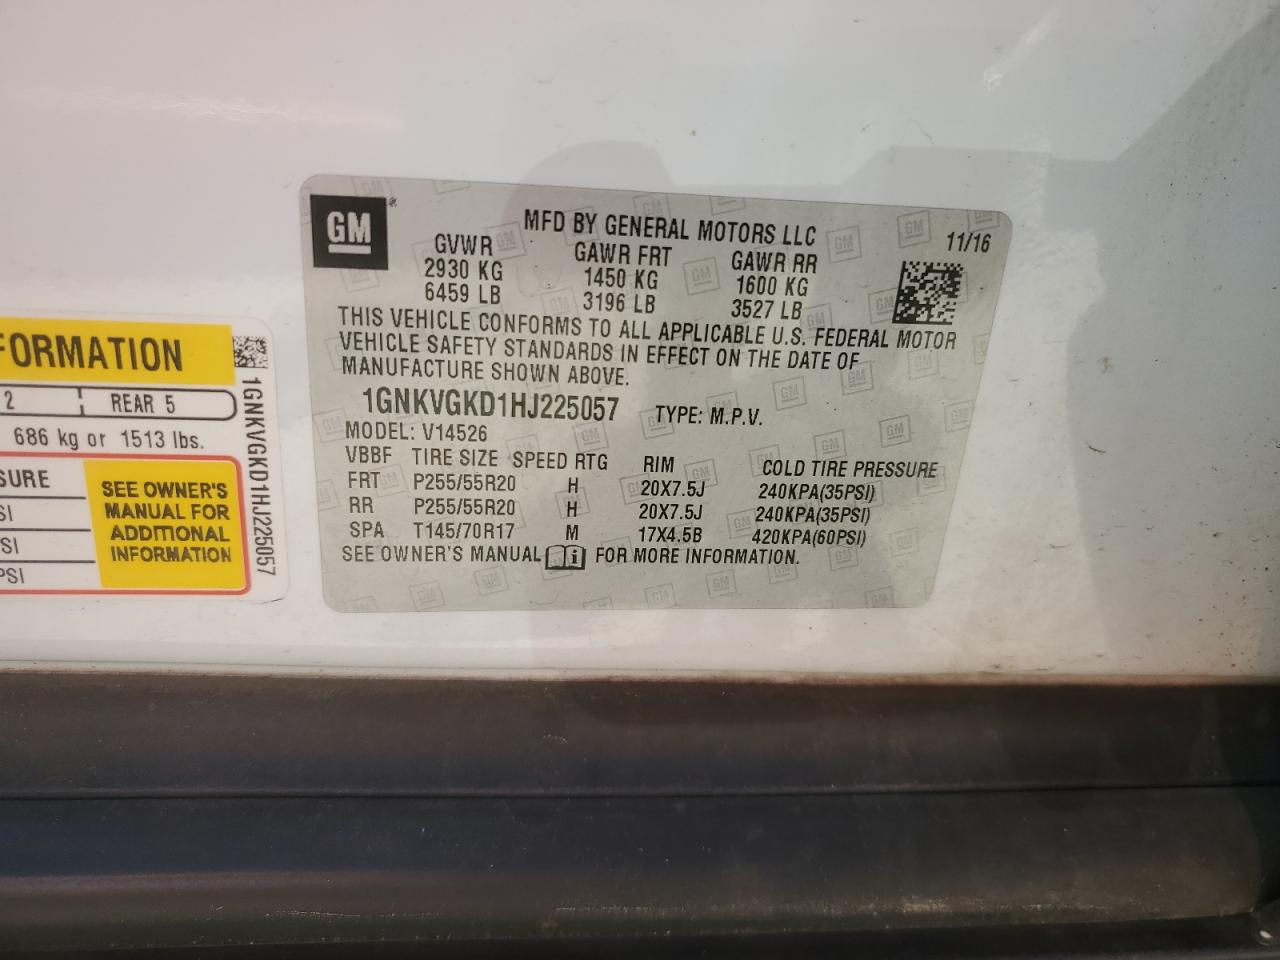 GM
MFD BY GENERAL MOTORS LLC
11/16
GVWR GAWR FRT GAWR RR
2930 KG 1450 KG 1600 KG
6459 LB 3196 LB 3527 LB
THIS VEHICLE CONFORMS TO ALL APPLICABLE U.S. FEDERAL MOTOR
VEHICLE SAFETY STANDARDS IN EFFECT ON THE DATE OF
MANUFACTURE SHOWN ABOVE.
1GNKVGKD1HJ225057 TYPE: M.P.V.
MODEL: V14526
VBBF TIRE SIZE SPEED RTG RIM COLD TIRE PRESSURE
FRT P255/55R20 H 20X7.5J 240KPA(35PSI)
RR P255/55R20 H 20X7.5J 240KPA(35PSI)
SPA T145/70R17 M 17X4.5B 420KPA(60PSI)
SEE OWNER'S MANUAL FOR MORE INFORMATION.
FORMATION
2 REAR 5
686 kg or 1513 lbs.
SURE
SI
SI
PSI
SEE OWNER'S
MANUAL FOR
ADDITIONAL
INFORMATION
1GNKVGKD1HJ225057